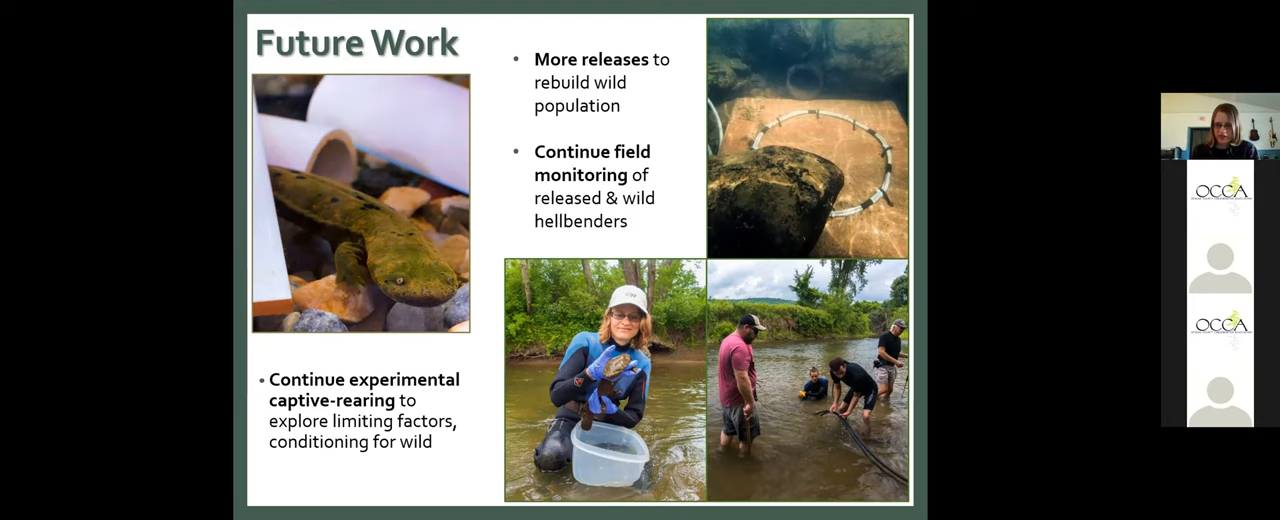 Future Work
• More releases to
rebuild wild
population
• Continue field
monitoring of
released & wild
hellbenders
• Continue experimental
captive-rearing to
explore limiting factors,
conditioning for wild
OCCA
OCCA